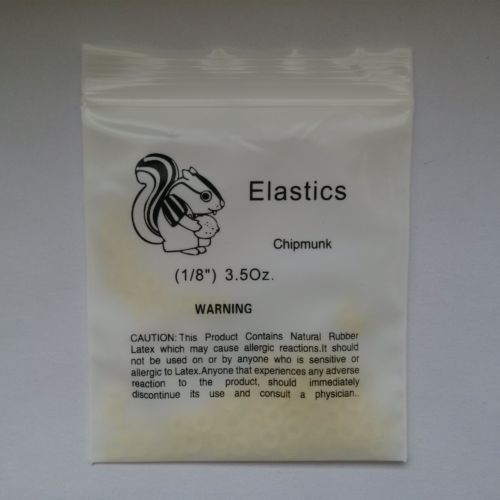 Elastics
Chipmunk
(1/8") 3.5Oz.
WARNING
CAUTION: This Product Contains Natural Rubber
Latex which may cause allergic reactions.It should
not be used on or by anyone who is sensitive or
allergic to Latex.Anyone that experiences any adverse
reaction to the product, should immediately
discontinue its use and consult a physician..